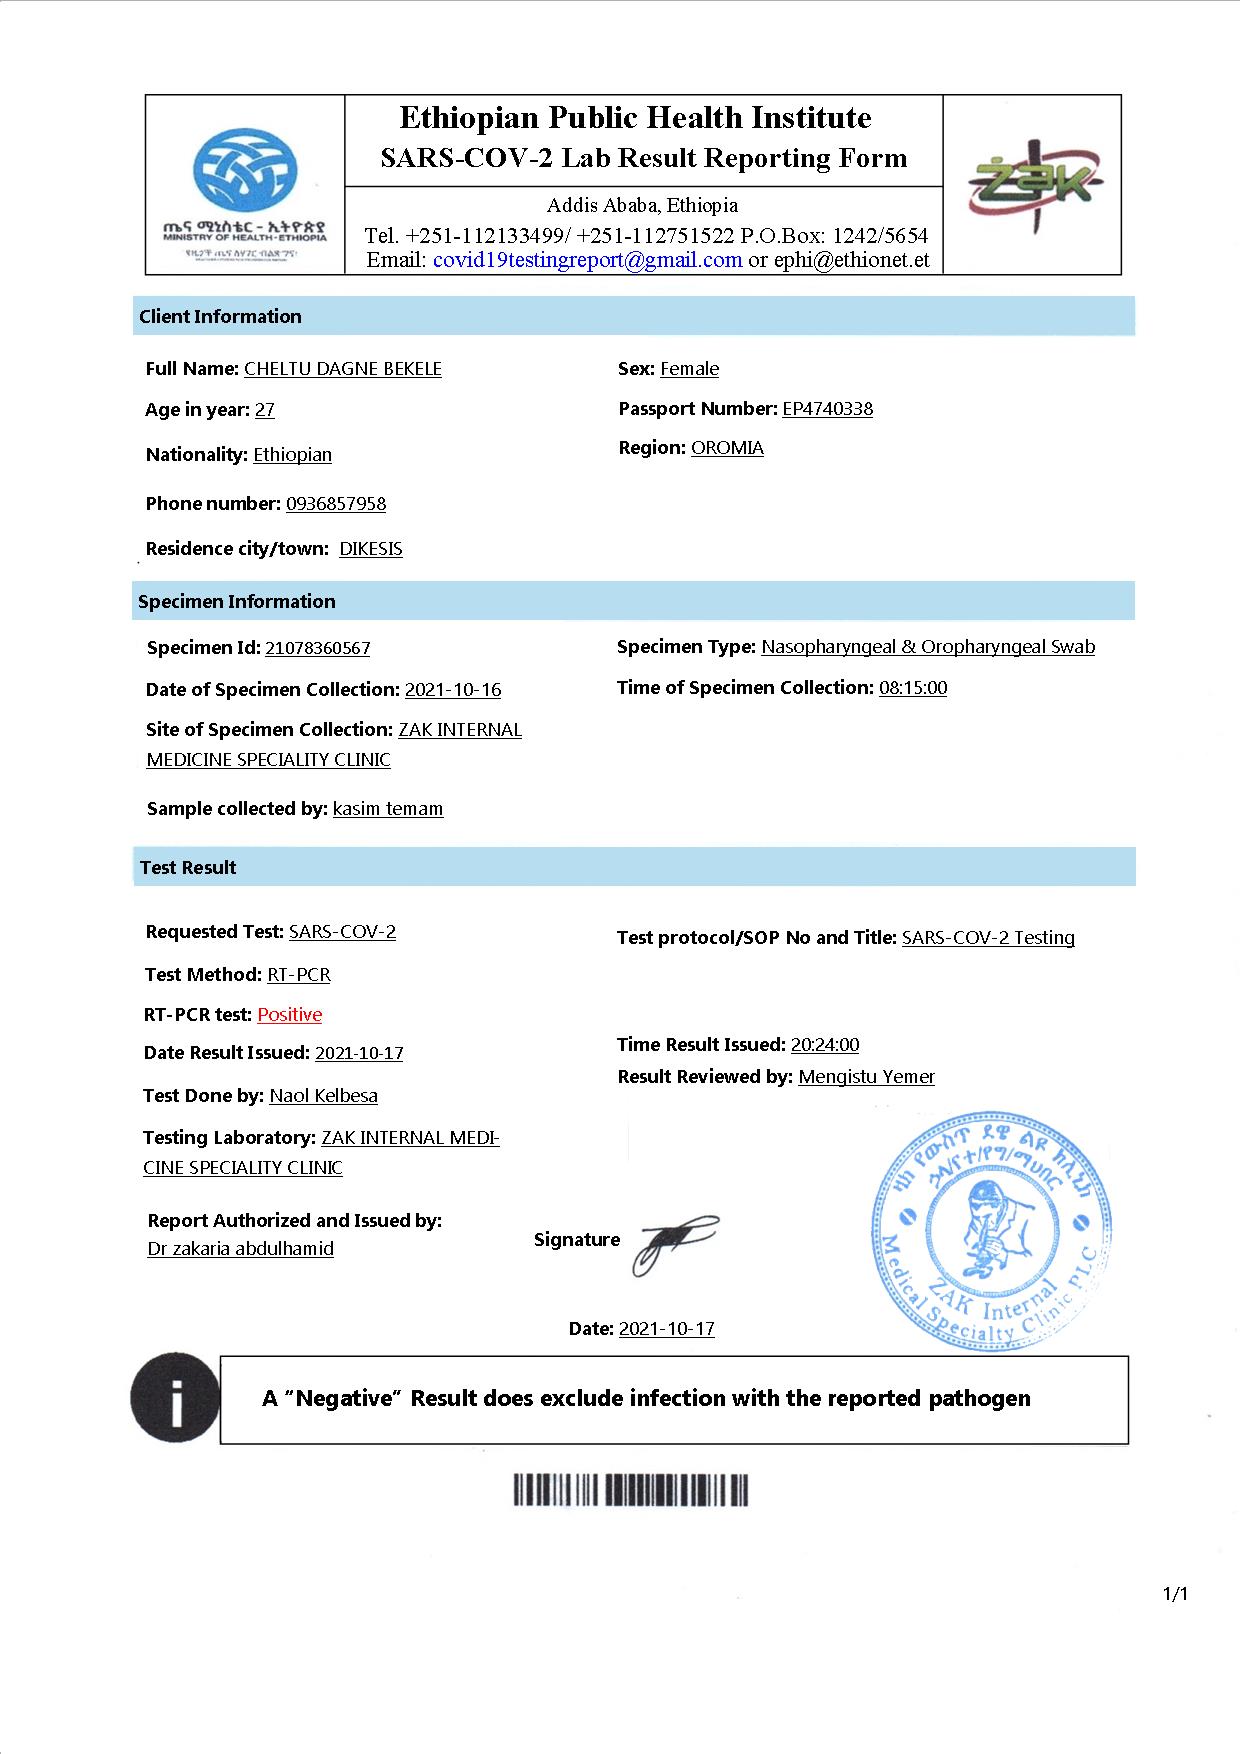 Ethiopian Public Health Institute
SARS-COV-2 Lab Result Reporting Form
ጤና ሚኒስቴር - ኢትዮጵያ
MINISTRY OF HEALTH-ETHIOPIA
የዜጎች ጤና ለሃገር ብልጽግና!
zak
Addis Ababa, Ethiopia
Tel. +251-112133499/ +251-112751522 P.O.Box: 1242/5654
Email: covid19testingreport@gmail.com or ephi@ethionet.et
Client Information
Full Name: CHELTU DAGNE BEKELE
Sex: Female
Age in year: 27
Passport Number: EP4740338
Nationality: Ethiopian
Region: OROMIA
Phone number: 0936857958
Residence city/town: DIKESIS
Specimen Information
Specimen Id: 21078360567
Specimen Type: Nasopharyngeal & Oropharyngeal Swab
Date of Specimen Collection: 2021-10-16
Time of Specimen Collection: 08:15:00
Site of Specimen Collection: ZAK INTERNAL
MEDICINE SPECIALITY CLINIC
Sample collected by: kasim temam
Test Result
Requested Test: SARS-COV-2
Test protocol/SOP No and Title: SARS-COV-2 Testing
Test Method: RT-PCR
RT-PCR test: Positive
Date Result Issued: 2021-10-17
Time Result Issued: 20:24:00
Test Done by: Naol Kelbesa
Result Reviewed by: Mengistu Yemer
Testing Laboratory: ZAK INTERNAL MEDI-
CINE SPECIALITY CLINIC
Report Authorized and Issued by:
Dr zakaria abdulhamid
Signature
ዛክ የውስጥ ደዌ ልዩ ክሊኒክ
ኃላ/የተ/የግ/ማህበር
ZAK Internal
Medical Specialty Clinic PLC
Date: 2021-10-17
i
A “Negative” Result does exclude infection with the reported pathogen
1/1